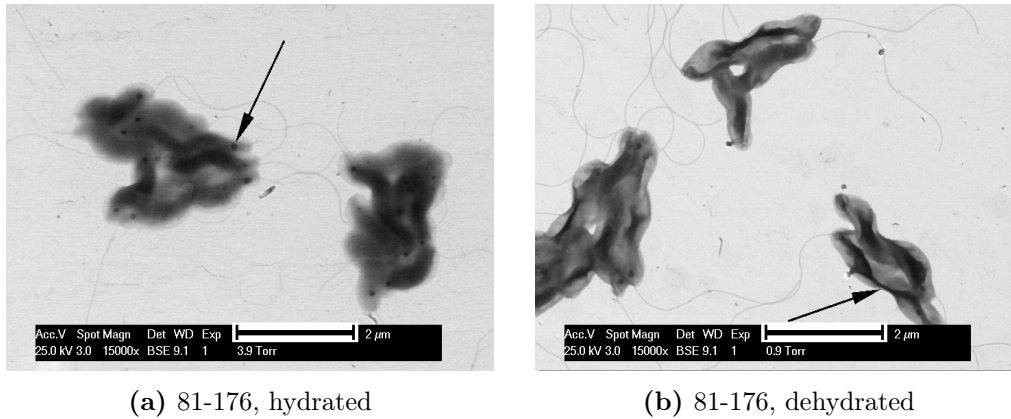 Acc.V Spot Magn Det WD Exp 2 µm
25.0 kV 3.0 15000x BSE 9.1 1 3.9 Torr
Acc.V Spot Magn Det WD Exp 2 µm
25.0 kV 3.0 15000x BSE 9.1 1 0.9 Torr
(a) 81-176, hydrated
(b) 81-176, dehydrated